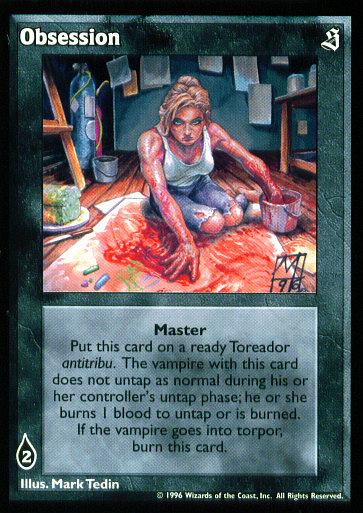 Obsession
Master
Put this card on a ready Toreador
antitribu. The vampire with this card
does not untap as normal during his or
her controller's untap phase; he or she
burns 1 blood to untap or is burned.
If the vampire goes into torpor,
burn this card.
2
Illus. Mark Tedin
© 1996 Wizards of the Coast, Inc. All Rights Reserved.